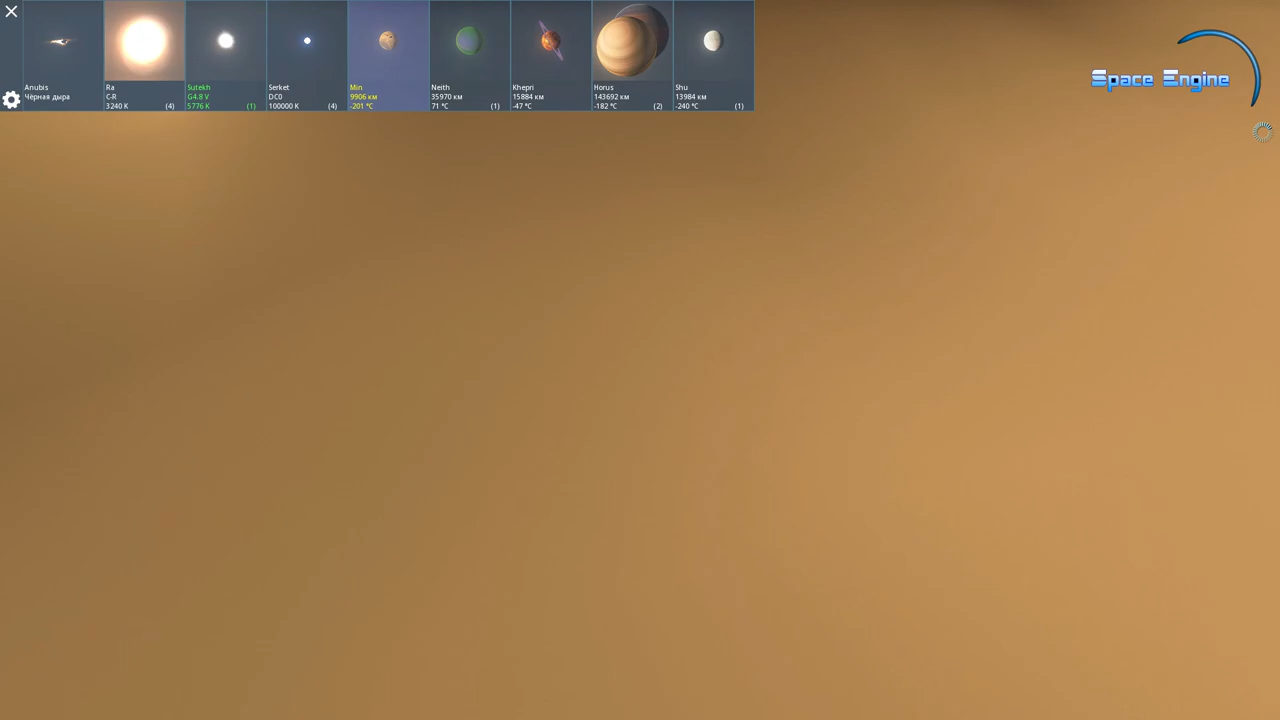 Anubis
Чёрная дыра
Ra
C-R
3240 K (4)
Sutekh
G4.8 V
5776 K (1)
Serket
DC0
100000 K (4)
Min
9906 км
-201 °C
Neith
35970 км
71 °C (1)
Khepri
15884 км
-47 °C
Horus
143692 км
-182 °C (2)
Shu
13984 км
-240 °C (1)
Space Engine